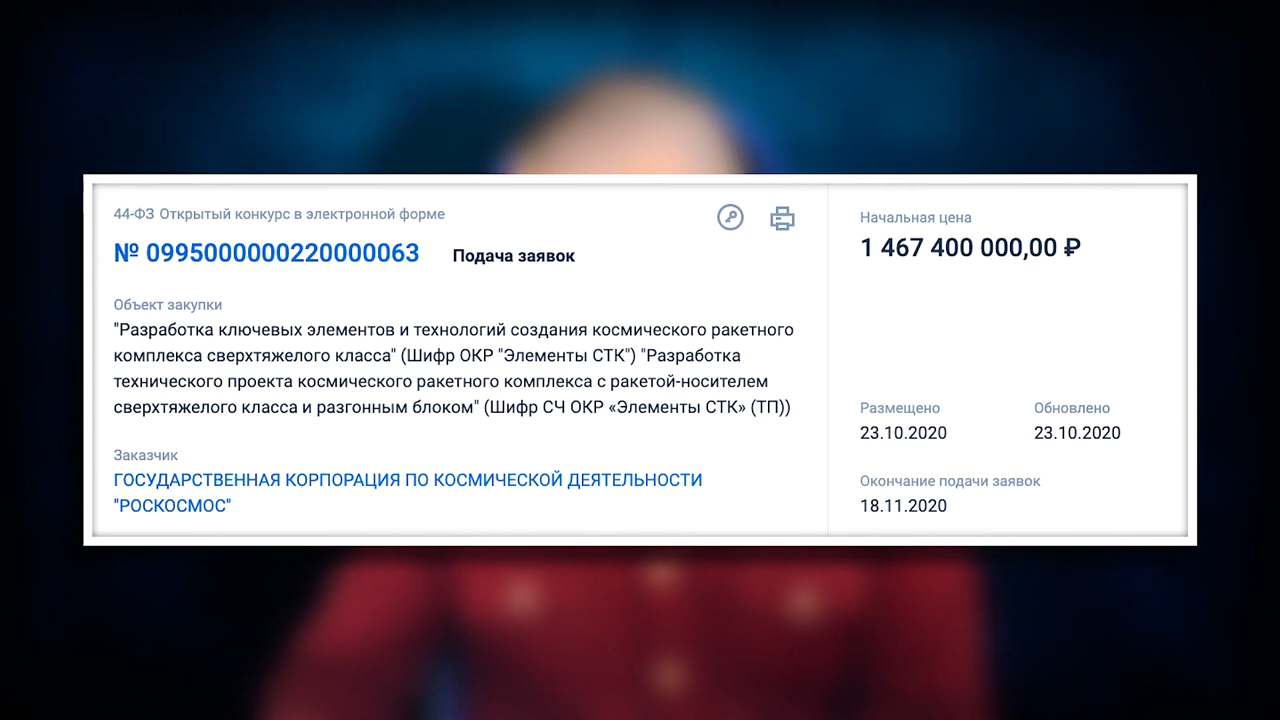 44-ФЗ Открытый конкурс в электронной форме
№ 0995000000220000063 Подача заявок
Объект закупки
"Разработка ключевых элементов и технологий создания космического ракетного
комплекса сверхтяжелого класса" (Шифр ОКР "Элементы СТК") "Разработка
технического проекта космического ракетного комплекса с ракетой-носителем
сверхтяжелого класса и разгонным блоком" (Шифр СЧ ОКР «Элементы СТК» (ТП))
Заказчик
ГОСУДАРСТВЕННАЯ КОРПОРАЦИЯ ПО КОСМИЧЕСКОЙ ДЕЯТЕЛЬНОСТИ
"РОСКОСМОС"
Начальная цена
1 467 400 000,00 ₽
Размещено Обновлено
23.10.2020 23.10.2020
Окончание подачи заявок
18.11.2020